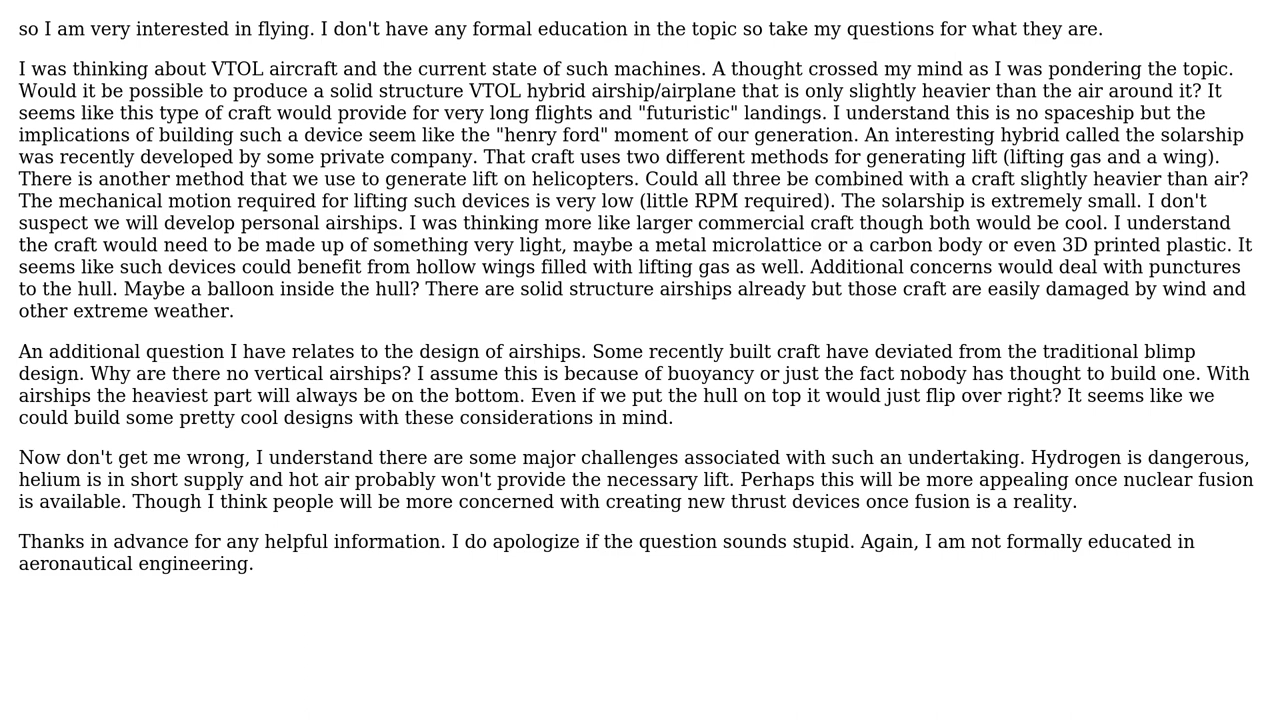 so I am very interested in flying. I don't have any formal education in the topic so take my questions for what they are.
I was thinking about VTOL aircraft and the current state of such machines. A thought crossed my mind as I was pondering the topic.
Would it be possible to produce a solid structure VTOL hybrid airship/airplane that is only slightly heavier than the air around it? It
seems like this type of craft would provide for very long flights and "futuristic" landings. I understand this is no spaceship but the
implications of building such a device seem like the "henry ford" moment of our generation. An interesting hybrid called the solarship
was recently developed by some private company. That craft uses two different methods for generating lift (lifting gas and a wing).
There is another method that we use to generate lift on helicopters. Could all three be combined with a craft slightly heavier than air?
The mechanical motion required for lifting such devices is very low (little RPM required). The solarship is extremely small. I don't
suspect we will develop personal airships. I was thinking more like larger commercial craft though both would be cool. I understand
the craft would need to be made up of something very light, maybe a metal microlattice or a carbon body or even 3D printed plastic. It
seems like such devices could benefit from hollow wings filled with lifting gas as well. Additional concerns would deal with punctures
to the hull. Maybe a balloon inside the hull? There are solid structure airships already but those craft are easily damaged by wind and
other extreme weather.
An additional question I have relates to the design of airships. Some recently built craft have deviated from the traditional blimp
design. Why are there no vertical airships? I assume this is because of buoyancy or just the fact nobody has thought to build one. With
airships the heaviest part will always be on the bottom. Even if we put the hull on top it would just flip over right? It seems like we
could build some pretty cool designs with these considerations in mind.
Now don't get me wrong, I understand there are some major challenges associated with such an undertaking. Hydrogen is dangerous,
helium is in short supply and hot air probably won't provide the necessary lift. Perhaps this will be more appealing once nuclear fusion
is available. Though I think people will be more concerned with creating new thrust devices once fusion is a reality.
Thanks in advance for any helpful information. I do apologize if the question sounds stupid. Again, I am not formally educated in
aeronautical engineering.